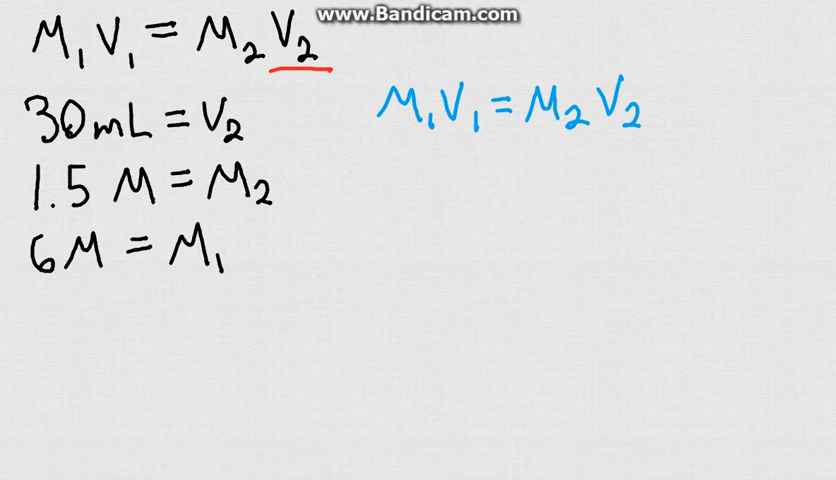 www.Bandicam.com
M₁V₁ = M₂V₂
30mL = V₂
1.5 M = M₂
6M = M₁
M₁V₁ = M₂V₂